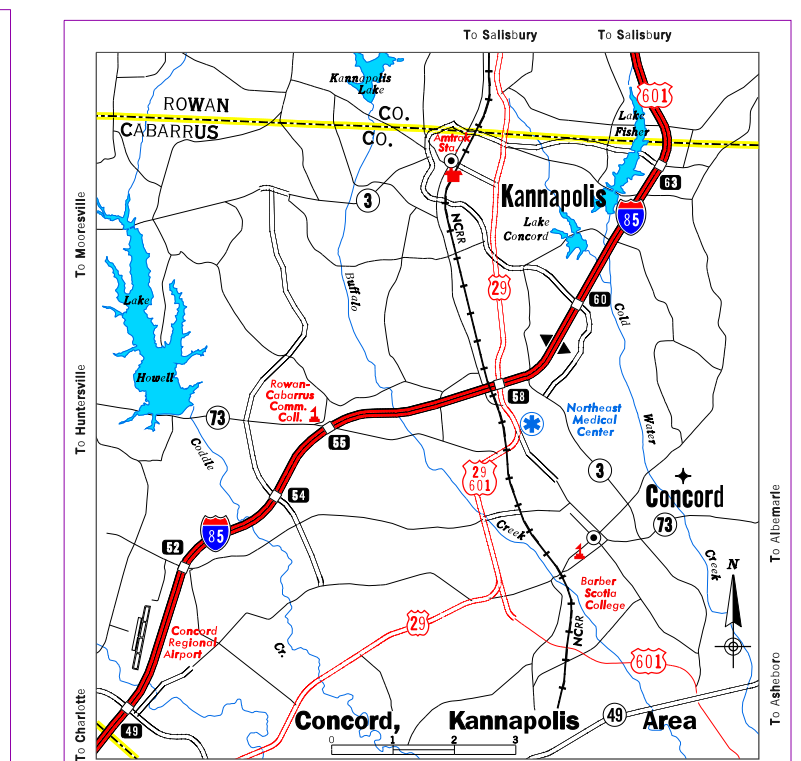 To Salisbury
To Salisbury
Kannapolis
Lake
601
ROWAN
CO.
CABARRUS
CO.
Lake
Fisher
Amtrak
Sta.
63
3
Kannapolis
85
To Mooresville
NCRR
Lake
Concord
Buffalo
29
60
Cold
Lake
Howell
To Huntersville
Rowan-
Cabarrus
Comm.
Coll.
58
73
55
Northeast
Medical
Center
Water
Coddle
29
601
3
54
Concord
73
To Albemarle
85
52
Creek
Creek
N
Barber
Scotia
College
Concord
Regional
Airport
29
Cr.
NCRR
601
To Asheboro
To Charlotte
49
Concord, Kannapolis Area
49
0 1 2 3